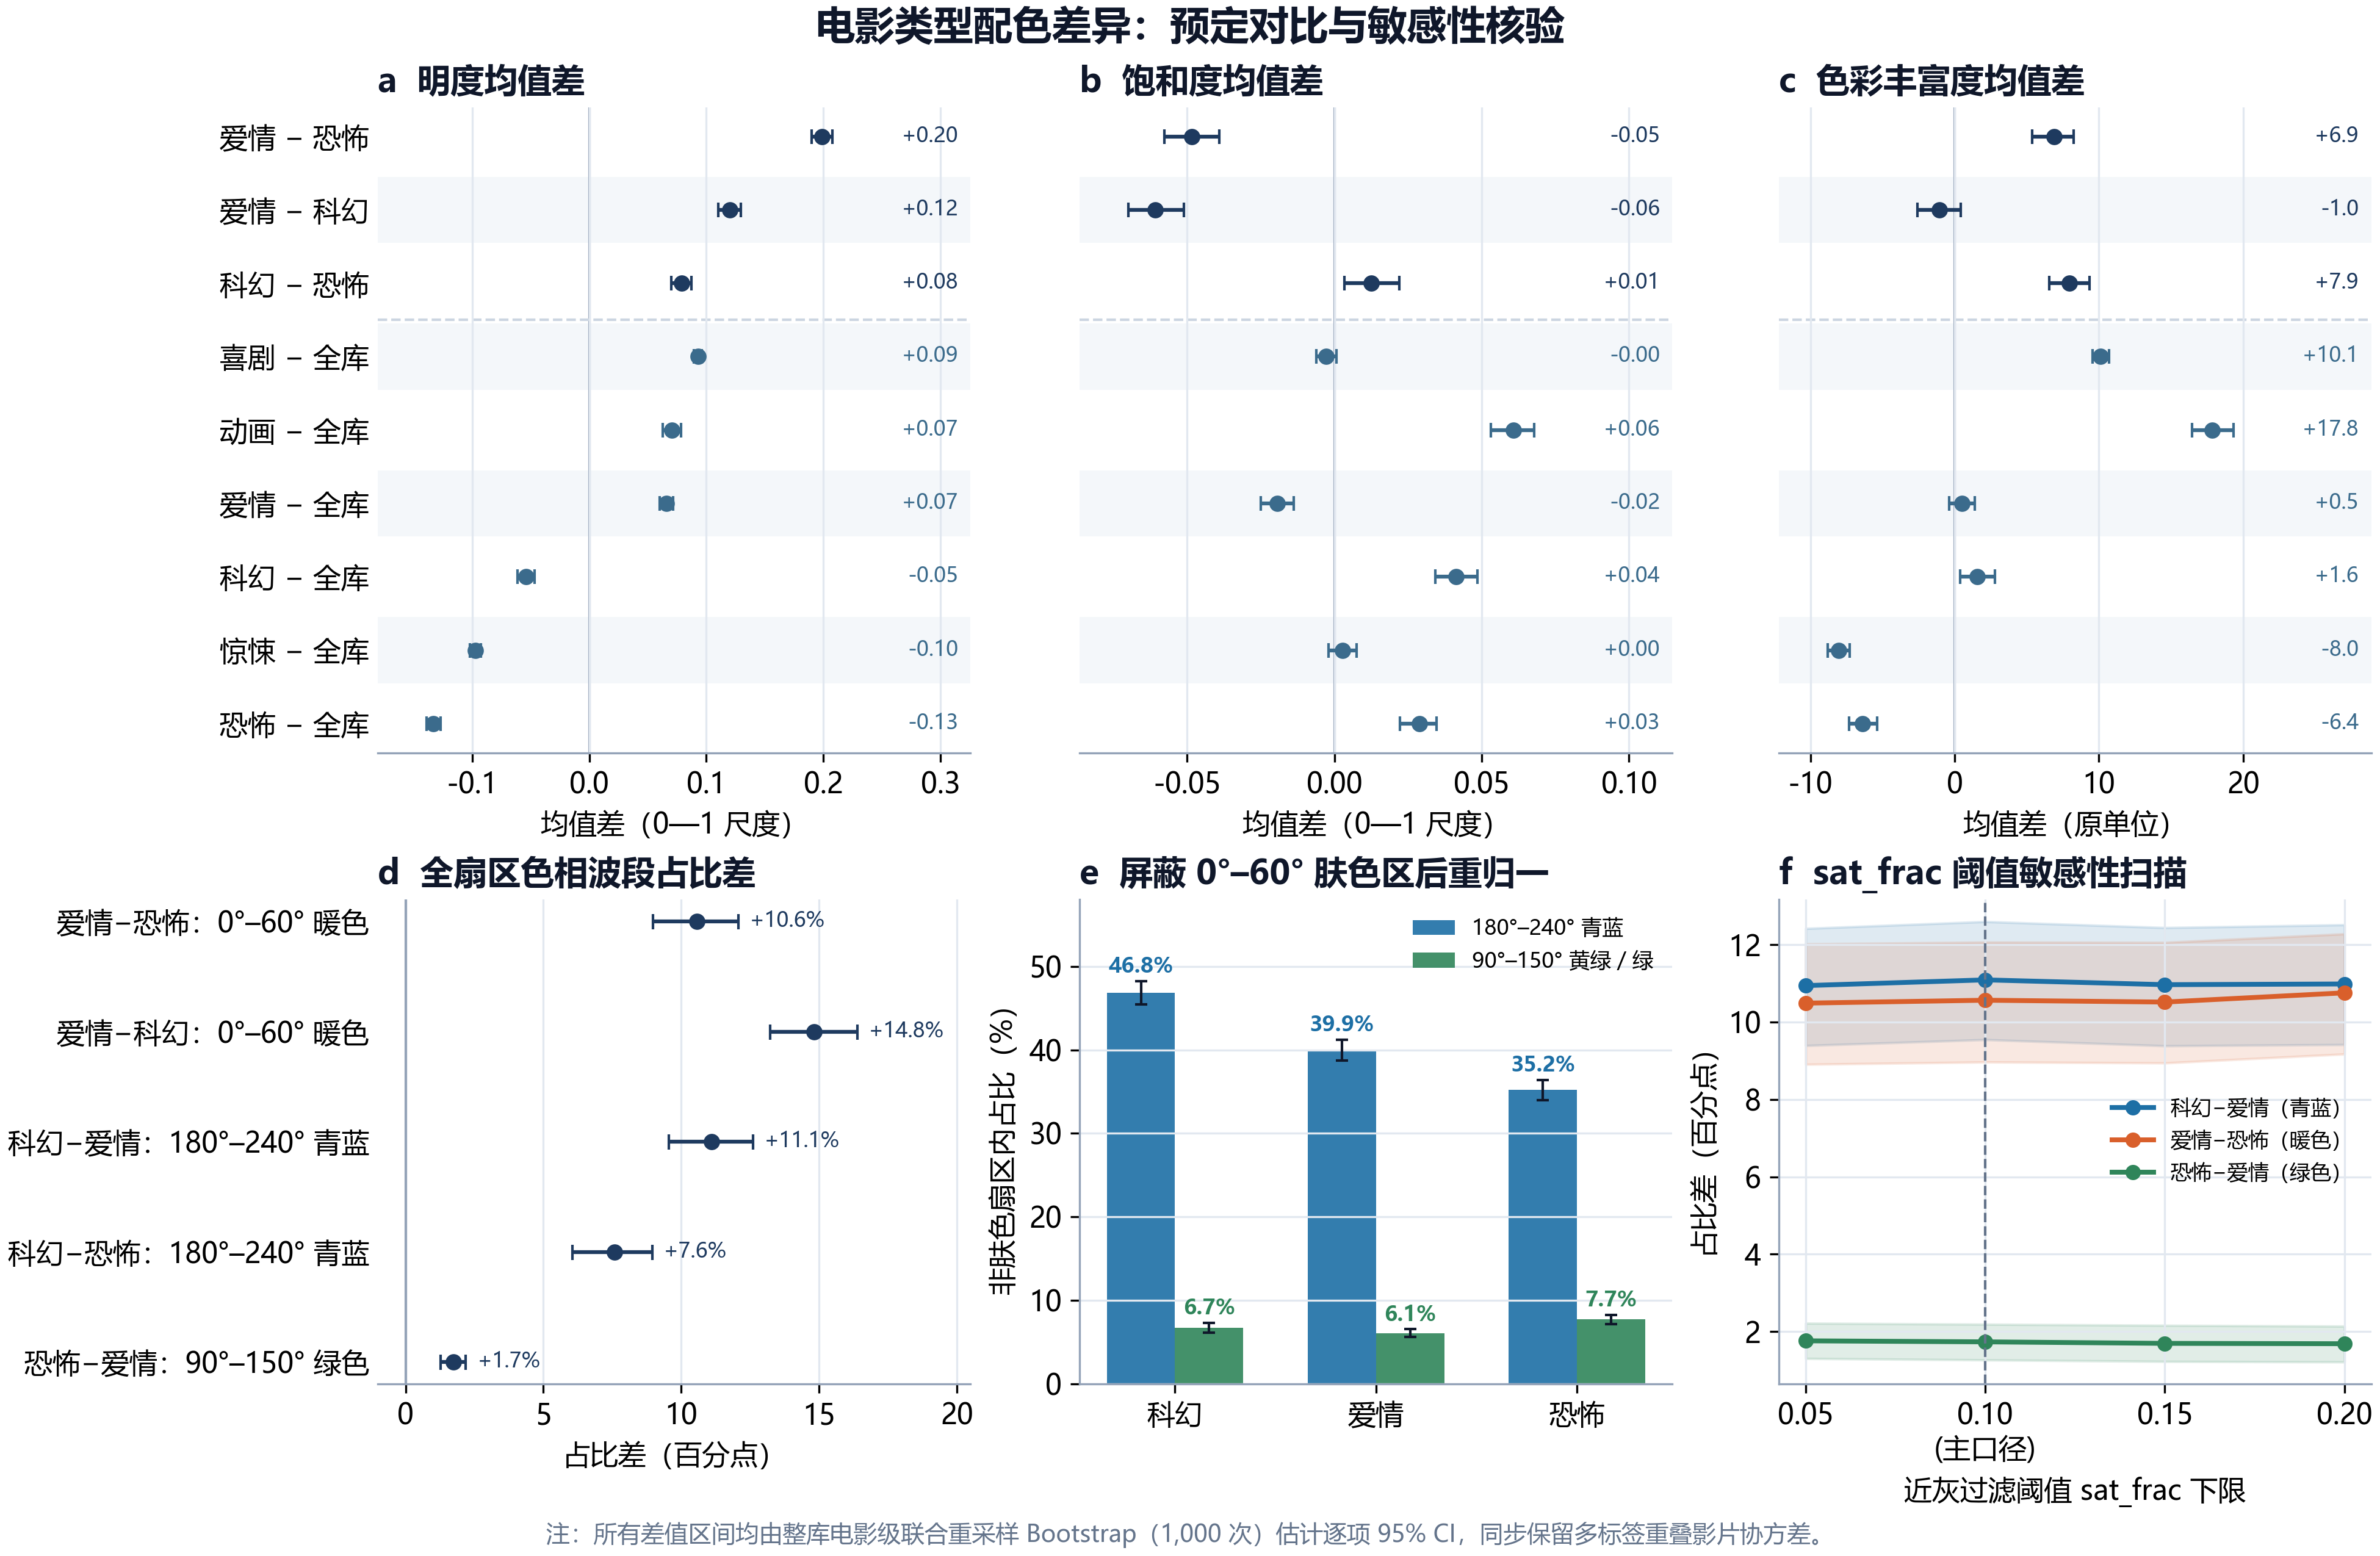 电影类型配色差异：预定对比与敏感性核验
a 明度均值差
爱情 − 恐怖
爱情 − 科幻
科幻 − 恐怖
喜剧 − 全库
动画 − 全库
爱情 − 全库
科幻 − 全库
惊悚 − 全库
恐怖 − 全库
+0.20
+0.12
+0.08
+0.09
+0.07
+0.07
-0.05
-0.10
-0.13
-0.1 0.0 0.1 0.2 0.3
均值差（0—1 尺度）
b 饱和度均值差
-0.05
-0.06
+0.01
-0.00
+0.06
-0.02
+0.04
+0.00
+0.03
-0.05 0.00 0.05 0.10
均值差（0—1 尺度）
c 色彩丰富度均值差
+6.9
-1.0
+7.9
+10.1
+17.8
+0.5
+1.6
-8.0
-6.4
-10 0 10 20
均值差（原单位）
d 全扇区色相波段占比差
爱情−恐怖：0°–60° 暖色 +10.6%
爱情−科幻：0°–60° 暖色 +14.8%
科幻−爱情：180°–240° 青蓝 +11.1%
科幻−恐怖：180°–240° 青蓝 +7.6%
恐怖−爱情：90°–150° 绿色 +1.7%
0 5 10 15 20
占比差（百分点）
e 屏蔽 0°–60° 肤色区后重归一
180°–240° 青蓝
90°–150° 黄绿 / 绿
非肤色扇区内占比（%）
50
40
30
20
10
0
46.8%
6.7%
39.9%
6.1%
35.2%
7.7%
科幻 爱情 恐怖
f sat_frac 阈值敏感性扫描
占比差（百分点）
12
10
8
6
4
2
科幻−爱情（青蓝）
爱情−恐怖（暖色）
恐怖−爱情（绿色）
0.05 0.10 0.15 0.20
(主口径)
近灰过滤阈值 sat_frac 下限
注：所有差值区间均由整库电影级联合重采样 Bootstrap（1,000 次）估计逐项 95% CI，同步保留多标签重叠影片协方差。